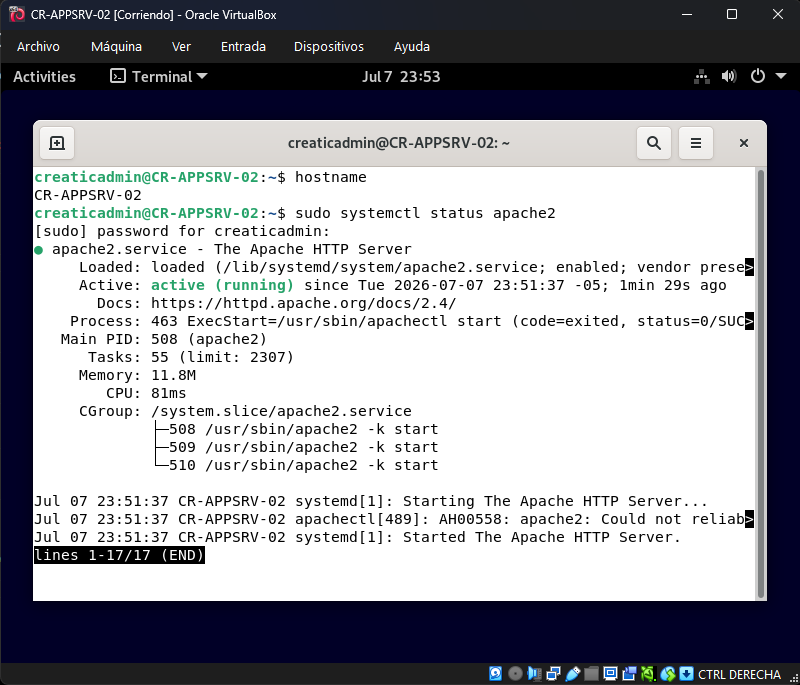 CR-APPSRV-02 [Corriendo] - Oracle VirtualBox
Archivo Máquina Ver Entrada Dispositivos Ayuda
Activities Terminal Jul 7 23:53
creaticadmin@CR-APPSRV-02: ~
creaticadmin@CR-APPSRV-02:~$ hostname
CR-APPSRV-02
creaticadmin@CR-APPSRV-02:~$ sudo systemctl status apache2
[sudo] password for creaticadmin:
● apache2.service - The Apache HTTP Server
     Loaded: loaded (/lib/systemd/system/apache2.service; enabled; vendor prese>
     Active: active (running) since Tue 2026-07-07 23:51:37 -05; 1min 29s ago
       Docs: https://httpd.apache.org/docs/2.4/
    Process: 463 ExecStart=/usr/sbin/apachectl start (code=exited, status=0/SUC>
   Main PID: 508 (apache2)
      Tasks: 55 (limit: 2307)
     Memory: 11.8M
        CPU: 81ms
     CGroup: /system.slice/apache2.service
             ├─508 /usr/sbin/apache2 -k start
             ├─509 /usr/sbin/apache2 -k start
             └─510 /usr/sbin/apache2 -k start
Jul 07 23:51:37 CR-APPSRV-02 systemd[1]: Starting The Apache HTTP Server...
Jul 07 23:51:37 CR-APPSRV-02 apachectl[489]: AH00558: apache2: Could not reliab>
Jul 07 23:51:37 CR-APPSRV-02 systemd[1]: Started The Apache HTTP Server.
lines 1-17/17 (END)
CTRL DERECHA